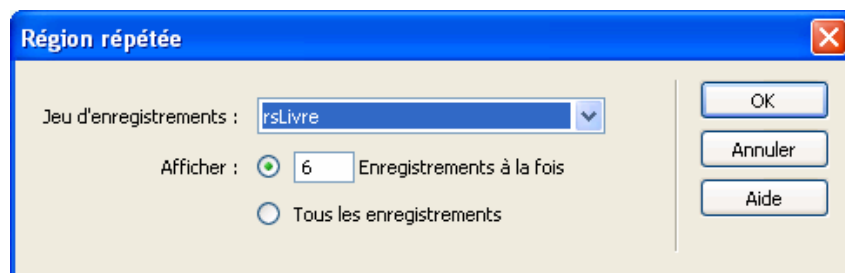 Région répétée
Jeu d'enregistrements : rsLivre
Afficher : 6 Enregistrements à la fois
Tous les enregistrements
OK
Annuler
Aide